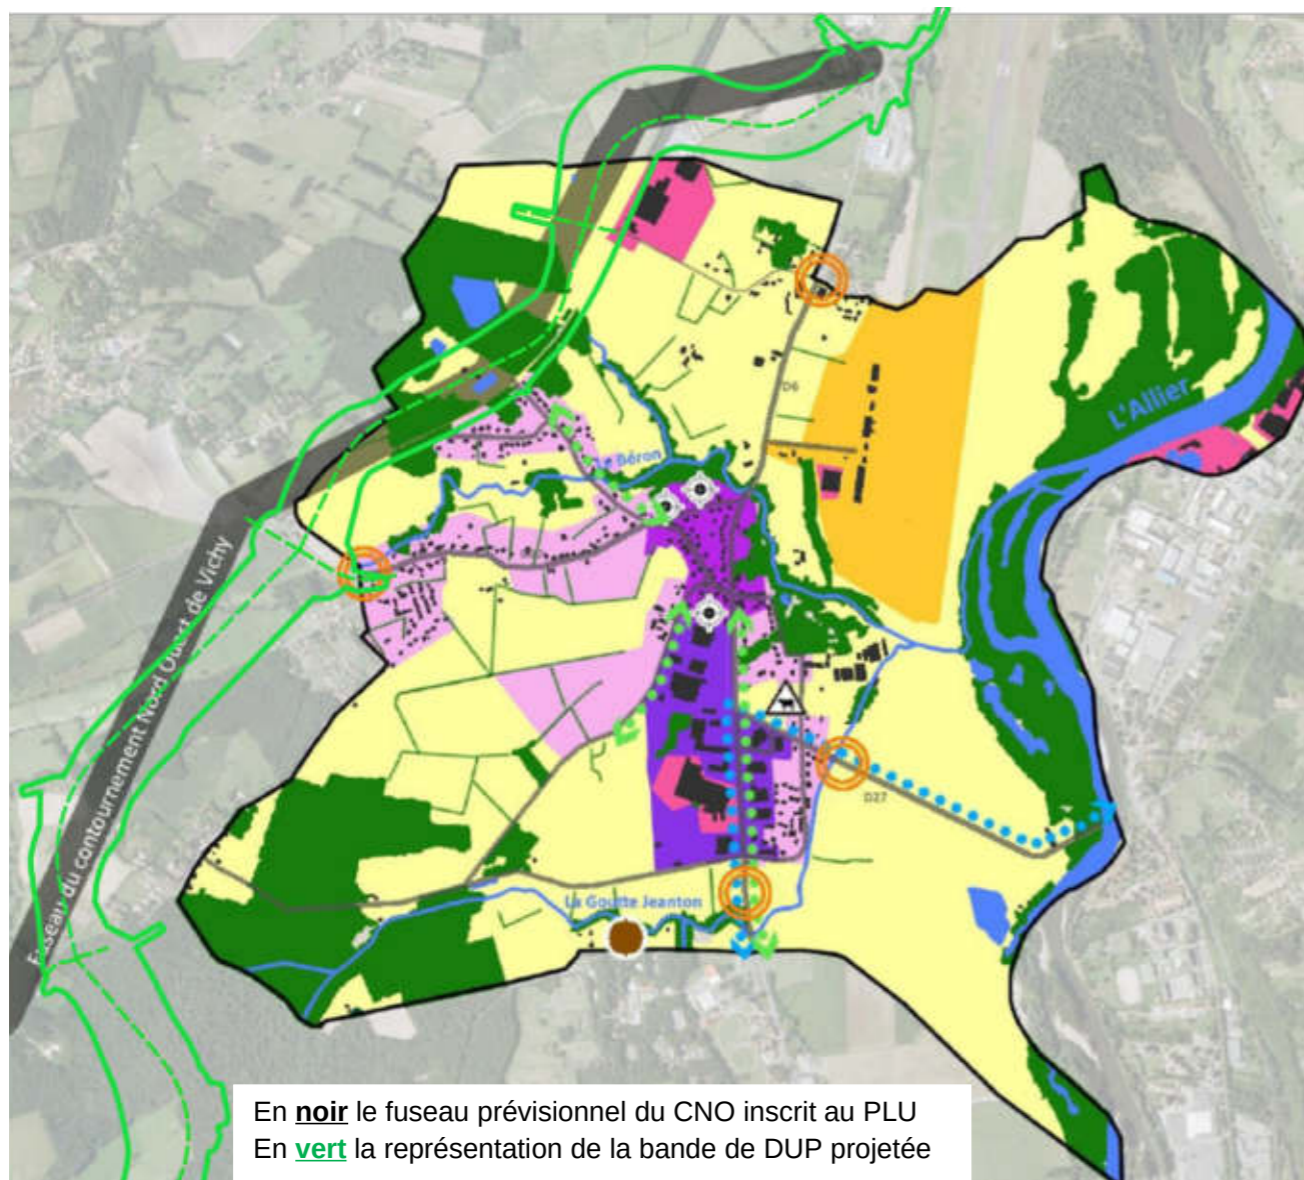 D6
L'Allier
Le Béron
Fuseau du contournement Nord Ouest de Vichy
D27
La Goutte Jeanton
En noir le fuseau prévisionnel du CNO inscrit au PLU
En vert la représentation de la bande de DUP projetée